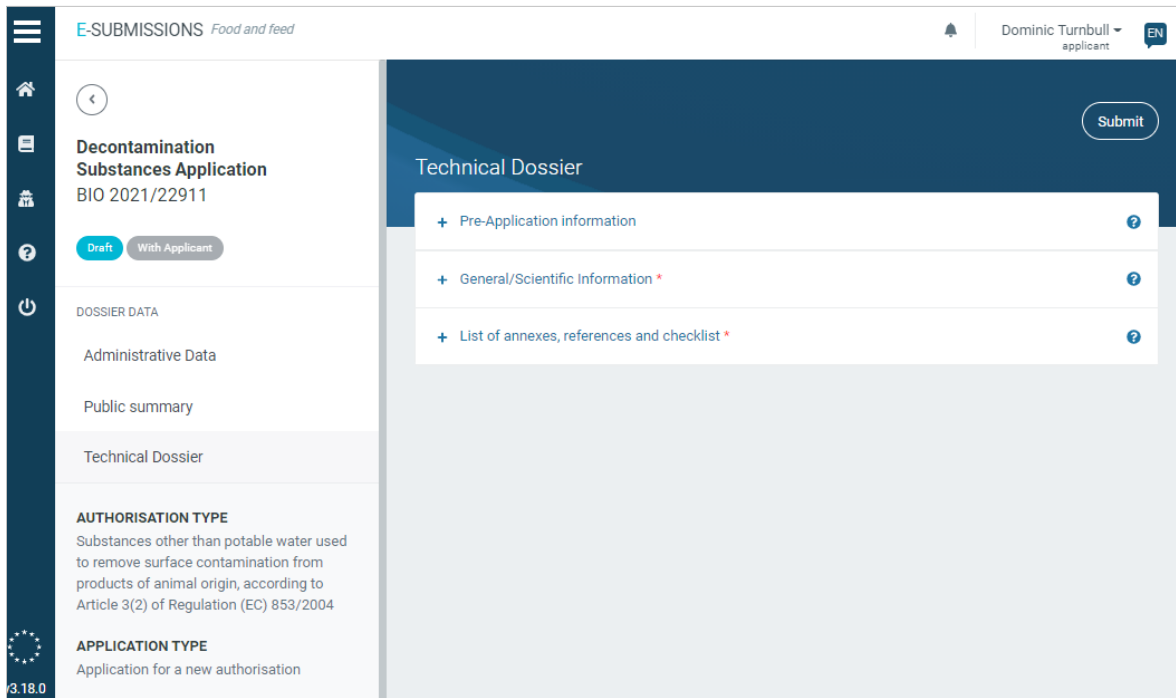 E-SUBMISSIONS Food and feed
Dominic Turnbull
applicant
EN
Decontamination
Substances Application
BIO 2021/22911
Draft
With Applicant
DOSSIER DATA
Administrative Data
Public summary
Technical Dossier
AUTHORISATION TYPE
Substances other than potable water used
to remove surface contamination from
products of animal origin, according to
Article 3(2) of Regulation (EC) 853/2004
APPLICATION TYPE
Application for a new authorisation
v3.18.0
Submit
Technical Dossier
+ Pre-Application information
+ General/Scientific Information *
+ List of annexes, references and checklist *